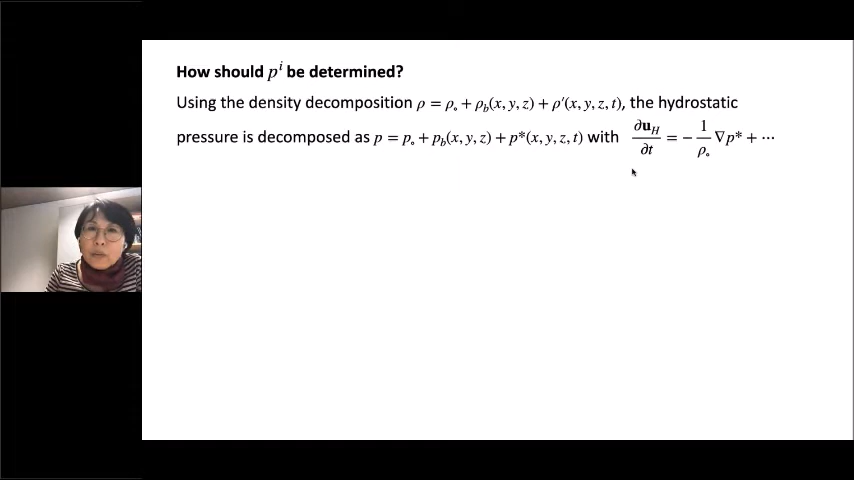 How should pⁱ be determined?
Using the density decomposition ρ = ρ∘ + ρ_b(x, y, z) + ρ′(x, y, z, t), the hydrostatic
pressure is decomposed as p = p∘ + p_b(x, y, z) + p*(x, y, z, t) with ∂u_H/∂t = −(1/ρ∘)∇p* + ⋯